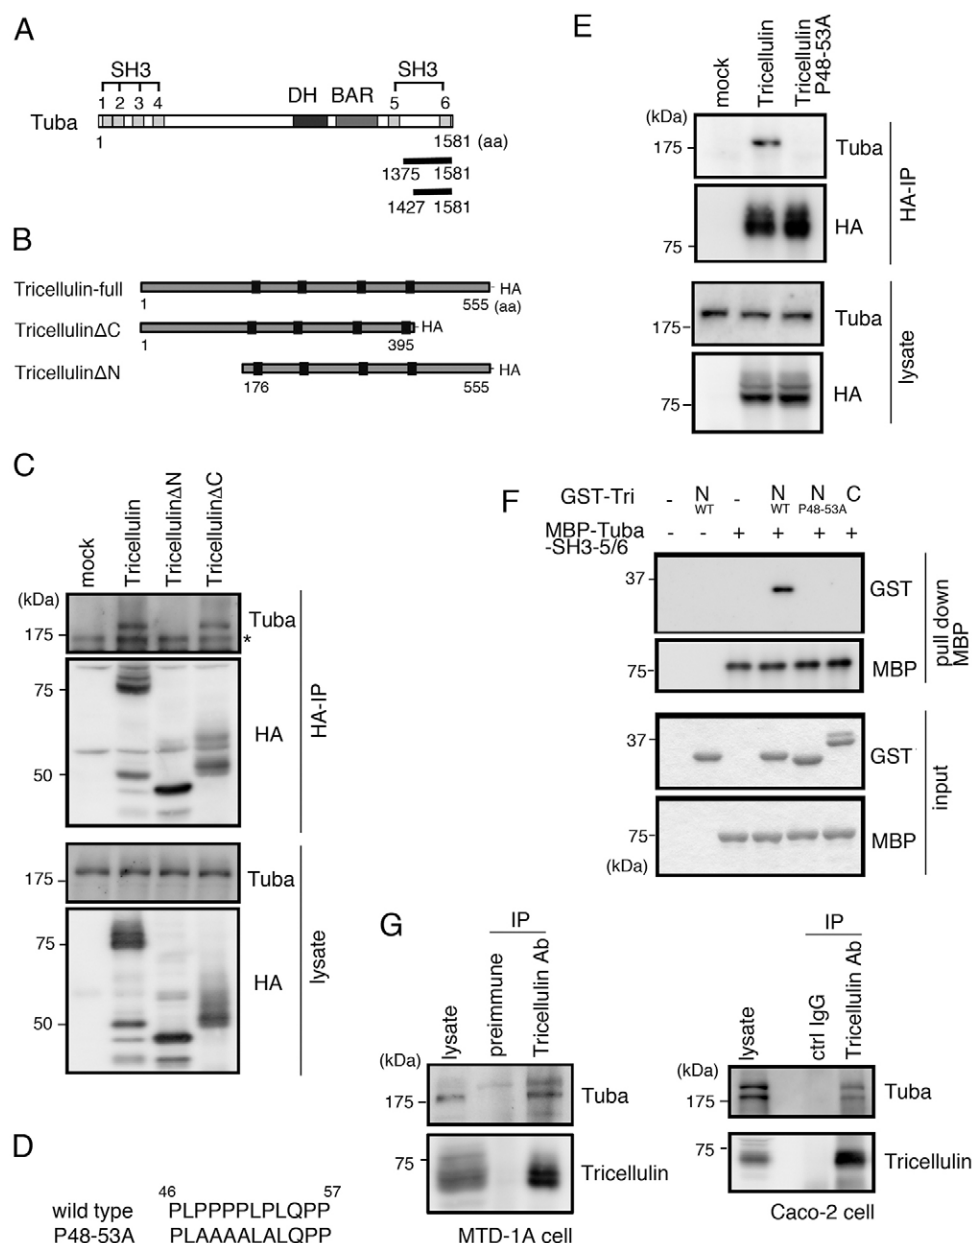 A
SH3 SH3
1 2 3 4 DH BAR 5 6
Tuba
1 1581 (aa)
1375 1581
1427 1581
B
Tricellulin-full HA
1 555 (aa)
TricellulinΔC HA
1 395
TricellulinΔN HA
176 555
C
mock Tricellulin TricellulinΔN TricellulinΔC
(kDa)
Tuba
175 *
75
HA
50
HA-IP
175 Tuba
75
HA
50
lysate
D
46 57
wild type PLPPPPLPLQPP
P48-53A PLAAAALALQPP
E
mock Tricellulin Tricellulin P48-53A
(kDa)
175 Tuba
HA
75
HA-IP
175 Tuba
75 HA
lysate
F
GST-Tri - N - N N C
WT WT P48-53A
MBP-Tuba - - + + + +
-SH3-5/6
37 GST
75 MBP
pull down
MBP
37 GST
75 MBP
(kDa)
input
G
IP
lysate preimmune Tricellulin Ab
(kDa)
175 Tuba
75
Tricellulin
MTD-1A cell
IP
lysate ctrl IgG Tricellulin Ab
(kDa)
175 Tuba
75
Tricellulin
Caco-2 cell